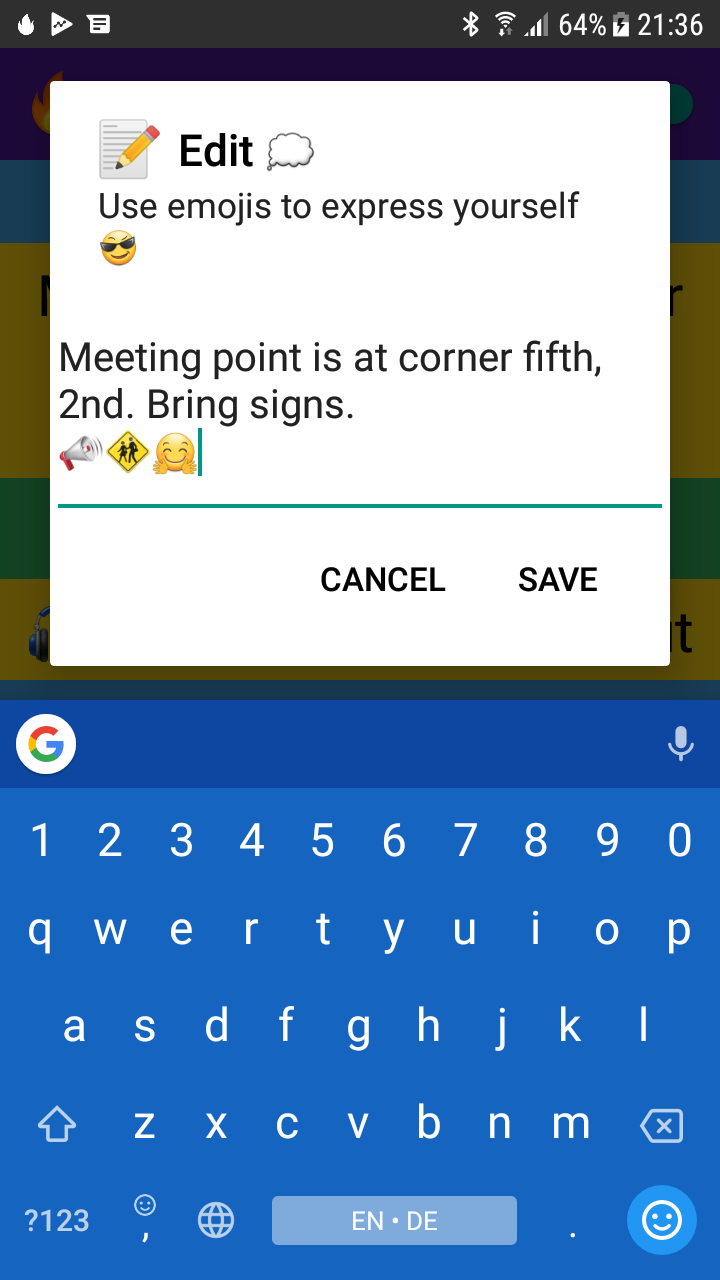 64% 21:36
📝 Edit 💭
Use emojis to express yourself
😎
Meeting point is at corner fifth,
2nd. Bring signs.
📢🚸🤗
CANCEL SAVE
1 2 3 4 5 6 7 8 9 0
q w e r t y u i o p
a s d f g h j k l
z x c v b n m
?123 , EN • DE .